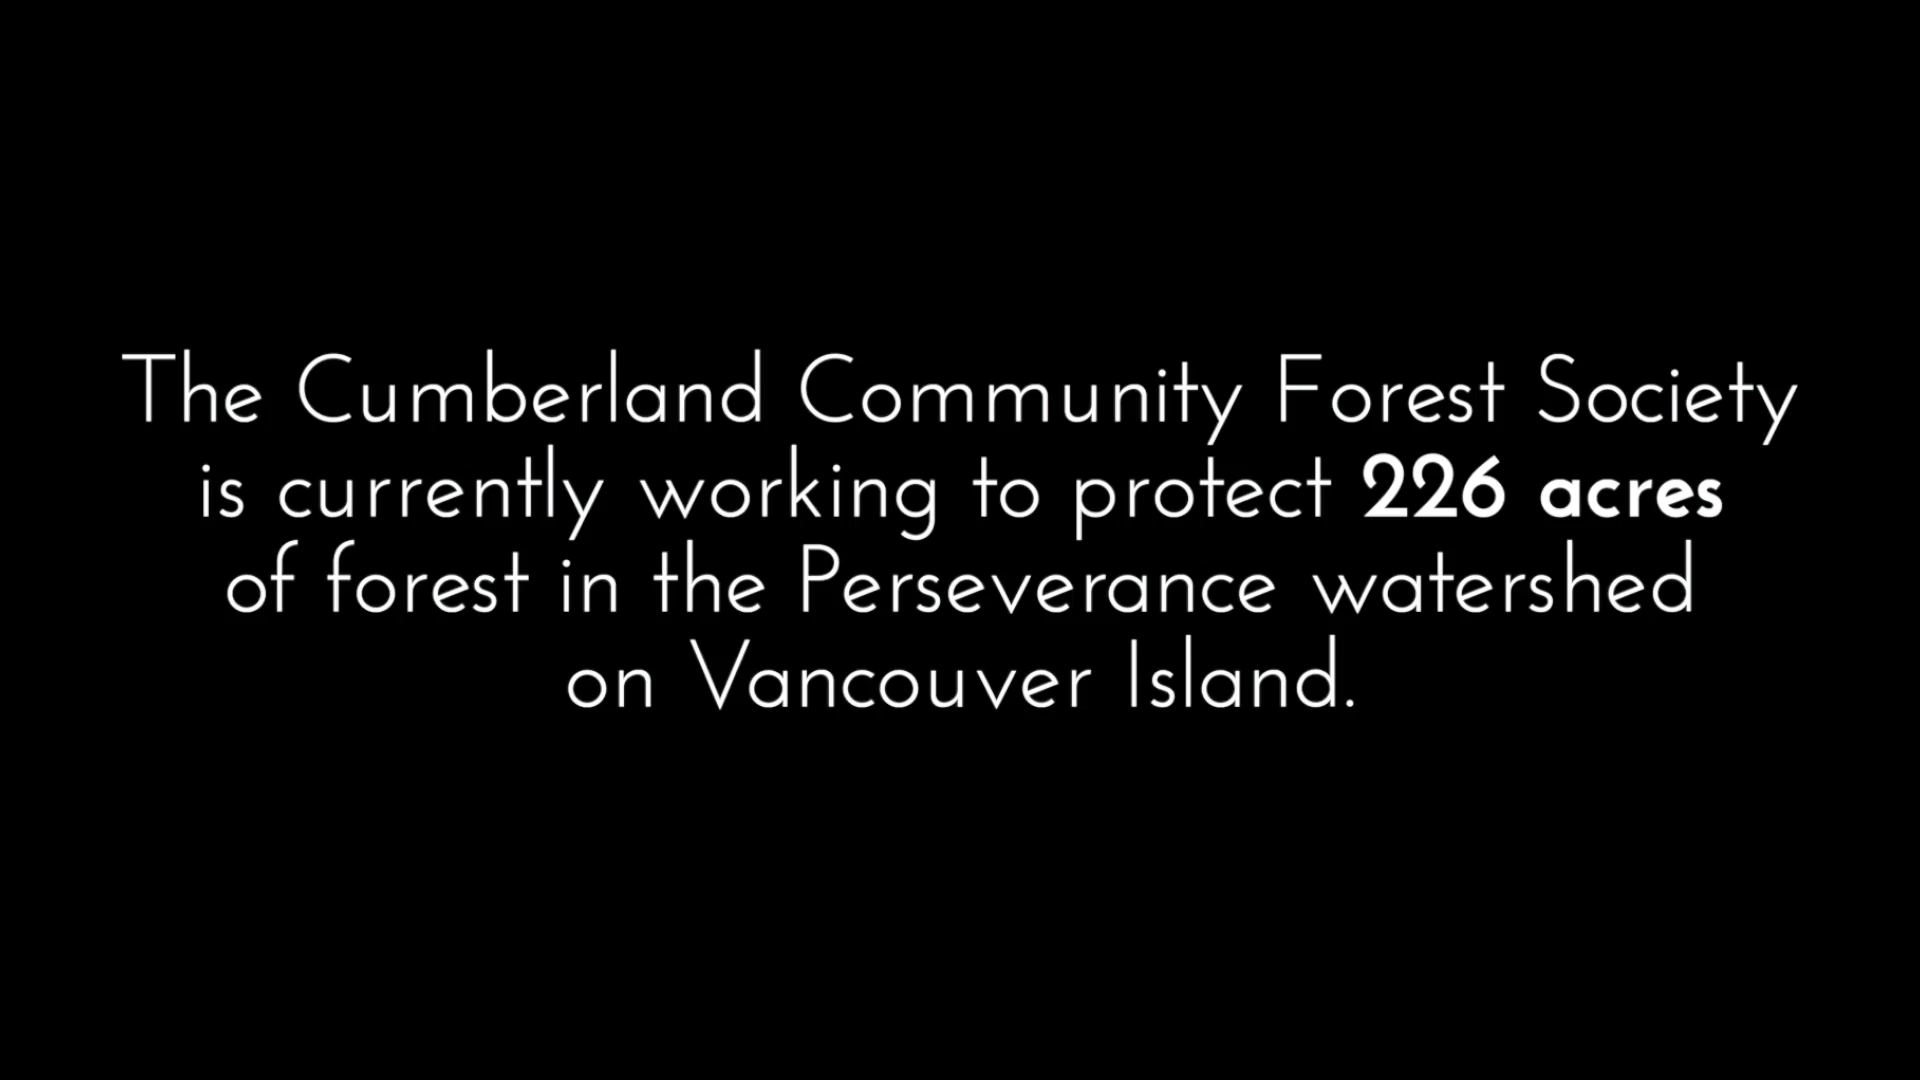 The Cumberland Community Forest Society
is currently working to protect 226 acres
of forest in the Perseverance watershed
on Vancouver Island.